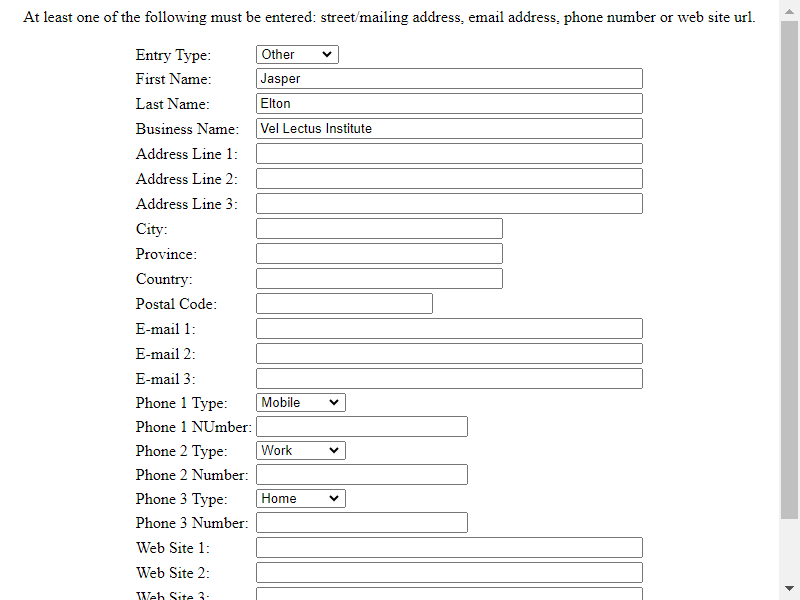 At least one of the following must be entered: street/mailing address, email address, phone number or web site url.
Entry Type: Other
First Name: Jasper
Last Name: Elton
Business Name: Vel Lectus Institute
Address Line 1:
Address Line 2:
Address Line 3:
City:
Province:
Country:
Postal Code:
E-mail 1:
E-mail 2:
E-mail 3:
Phone 1 Type: Mobile
Phone 1 NUmber:
Phone 2 Type: Work
Phone 2 Number:
Phone 3 Type: Home
Phone 3 Number:
Web Site 1:
Web Site 2:
Web Site 3: